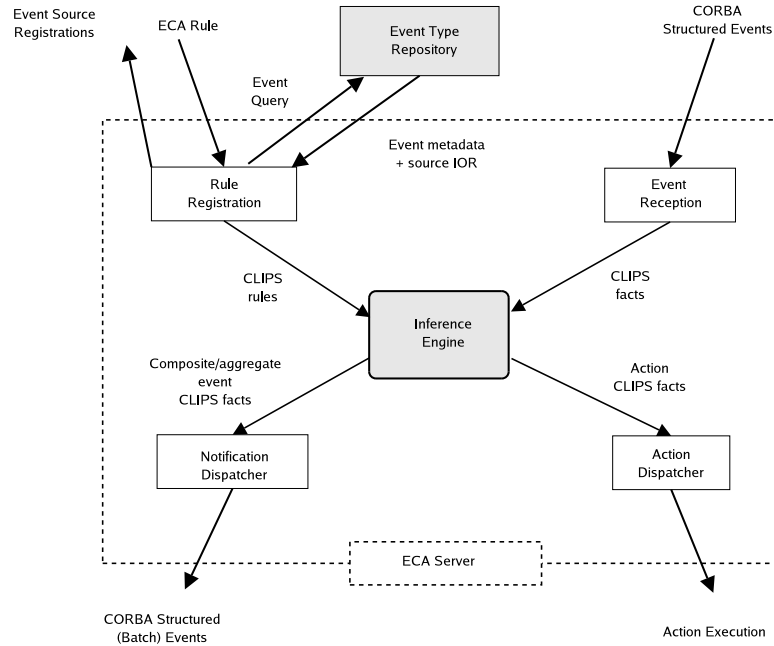 Event Source
Registrations
ECA Rule
Event Type
Repository
CORBA
Structured Events
Event
Query
Event metadata
+ source IOR
Rule
Registration
Event
Reception
CLIPS
rules
CLIPS
facts
Inference
Engine
Composite/aggregate
event
CLIPS facts
Action
CLIPS facts
Notification
Dispatcher
Action
Dispatcher
ECA Server
CORBA Structured
(Batch) Events
Action Execution